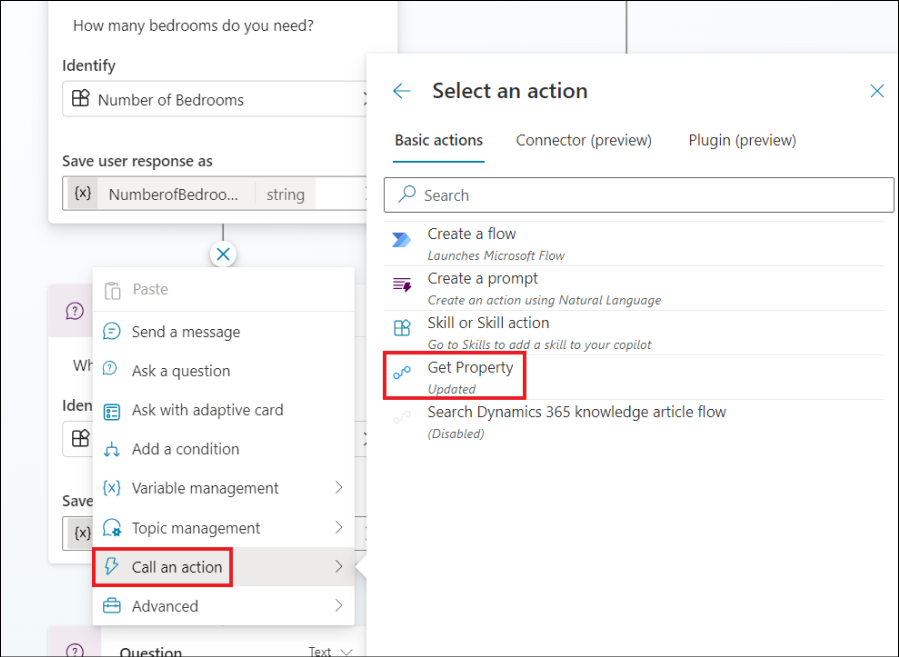 How many bedrooms do you need?
Identify
Number of Bedrooms
Save user response as
{x} NumberofBedroo... string
Paste
Send a message
Ask a question
Ask with adaptive card
Add a condition
{x} Variable management
Topic management
Call an action
Advanced
Wh
Iden
Save
{x}
Question Text
Select an action
Basic actions Connector (preview) Plugin (preview)
Search
Create a flow
Launches Microsoft Flow
Create a prompt
Create an action using Natural Language
Skill or Skill action
Go to Skills to add a skill to your copilot
Get Property
Updated
Search Dynamics 365 knowledge article flow
(Disabled)